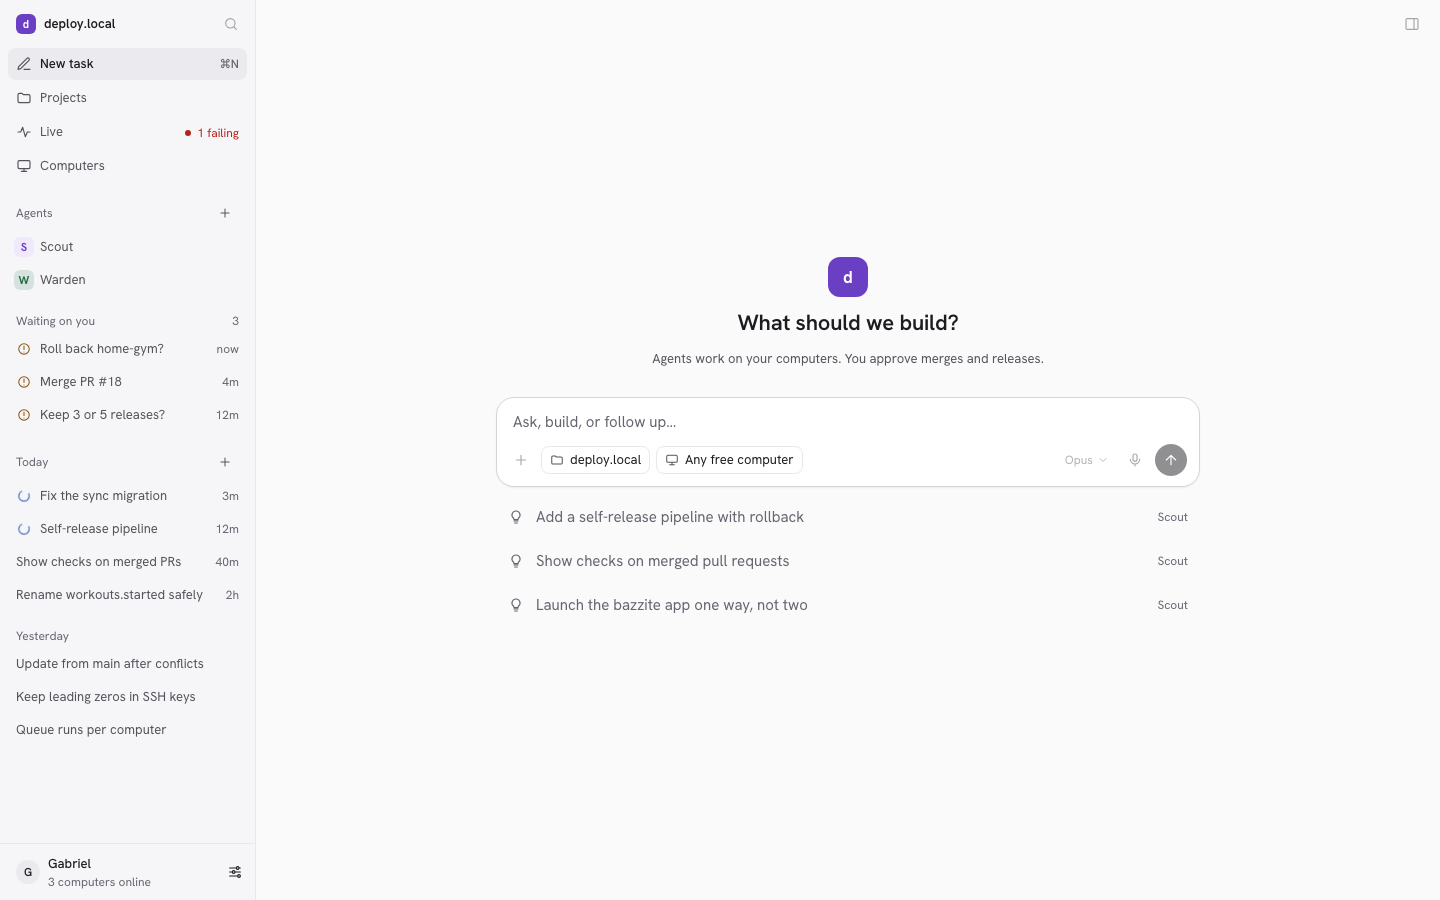 d deploy.local
New task ⌘N
Projects
Live 1 failing
Computers
Agents
S Scout
W Warden
Waiting on you 3
Roll back home-gym? now
Merge PR #18 4m
Keep 3 or 5 releases? 12m
Today
Fix the sync migration 3m
Self-release pipeline 12m
Show checks on merged PRs 40m
Rename workouts.started safely 2h
Yesterday
Update from main after conflicts
Keep leading zeros in SSH keys
Queue runs per computer
G Gabriel
3 computers online
d
What should we build?
Agents work on your computers. You approve merges and releases.
Ask, build, or follow up…
deploy.local Any free computer Opus
Add a self-release pipeline with rollback Scout
Show checks on merged pull requests Scout
Launch the bazzite app one way, not two Scout